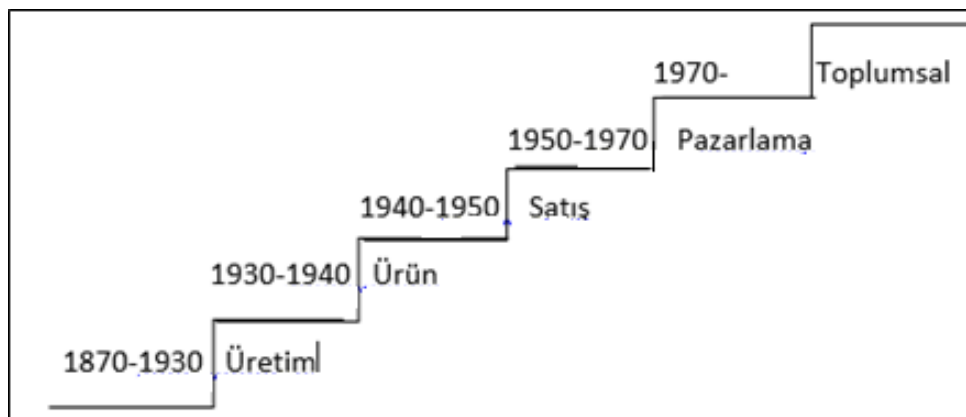 1970- Toplumsal
1950-1970 Pazarlama
1940-1950 Satış
1930-1940 Ürün
1870-1930 Üretim